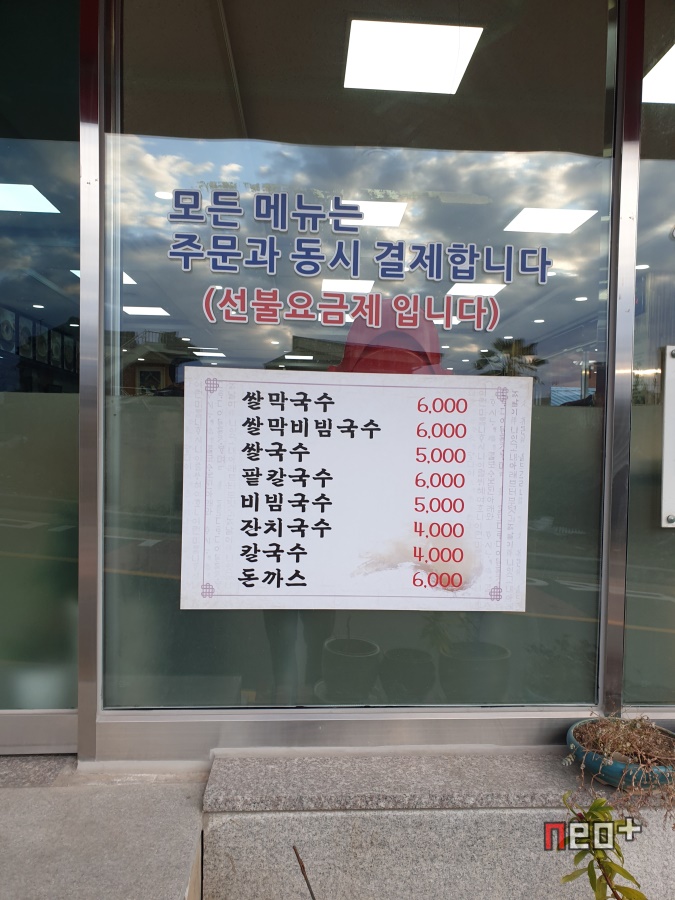 모든 메뉴는
주문과 동시 결제합니다
(선불요금제 입니다)
쌀막국수 6,000
쌀막비빔국수 6,000
쌀국수 5,000
팥칼국수 6,000
비빔국수 5,000
잔치국수 4,000
칼국수 4,000
돈까스 6,000
neo+